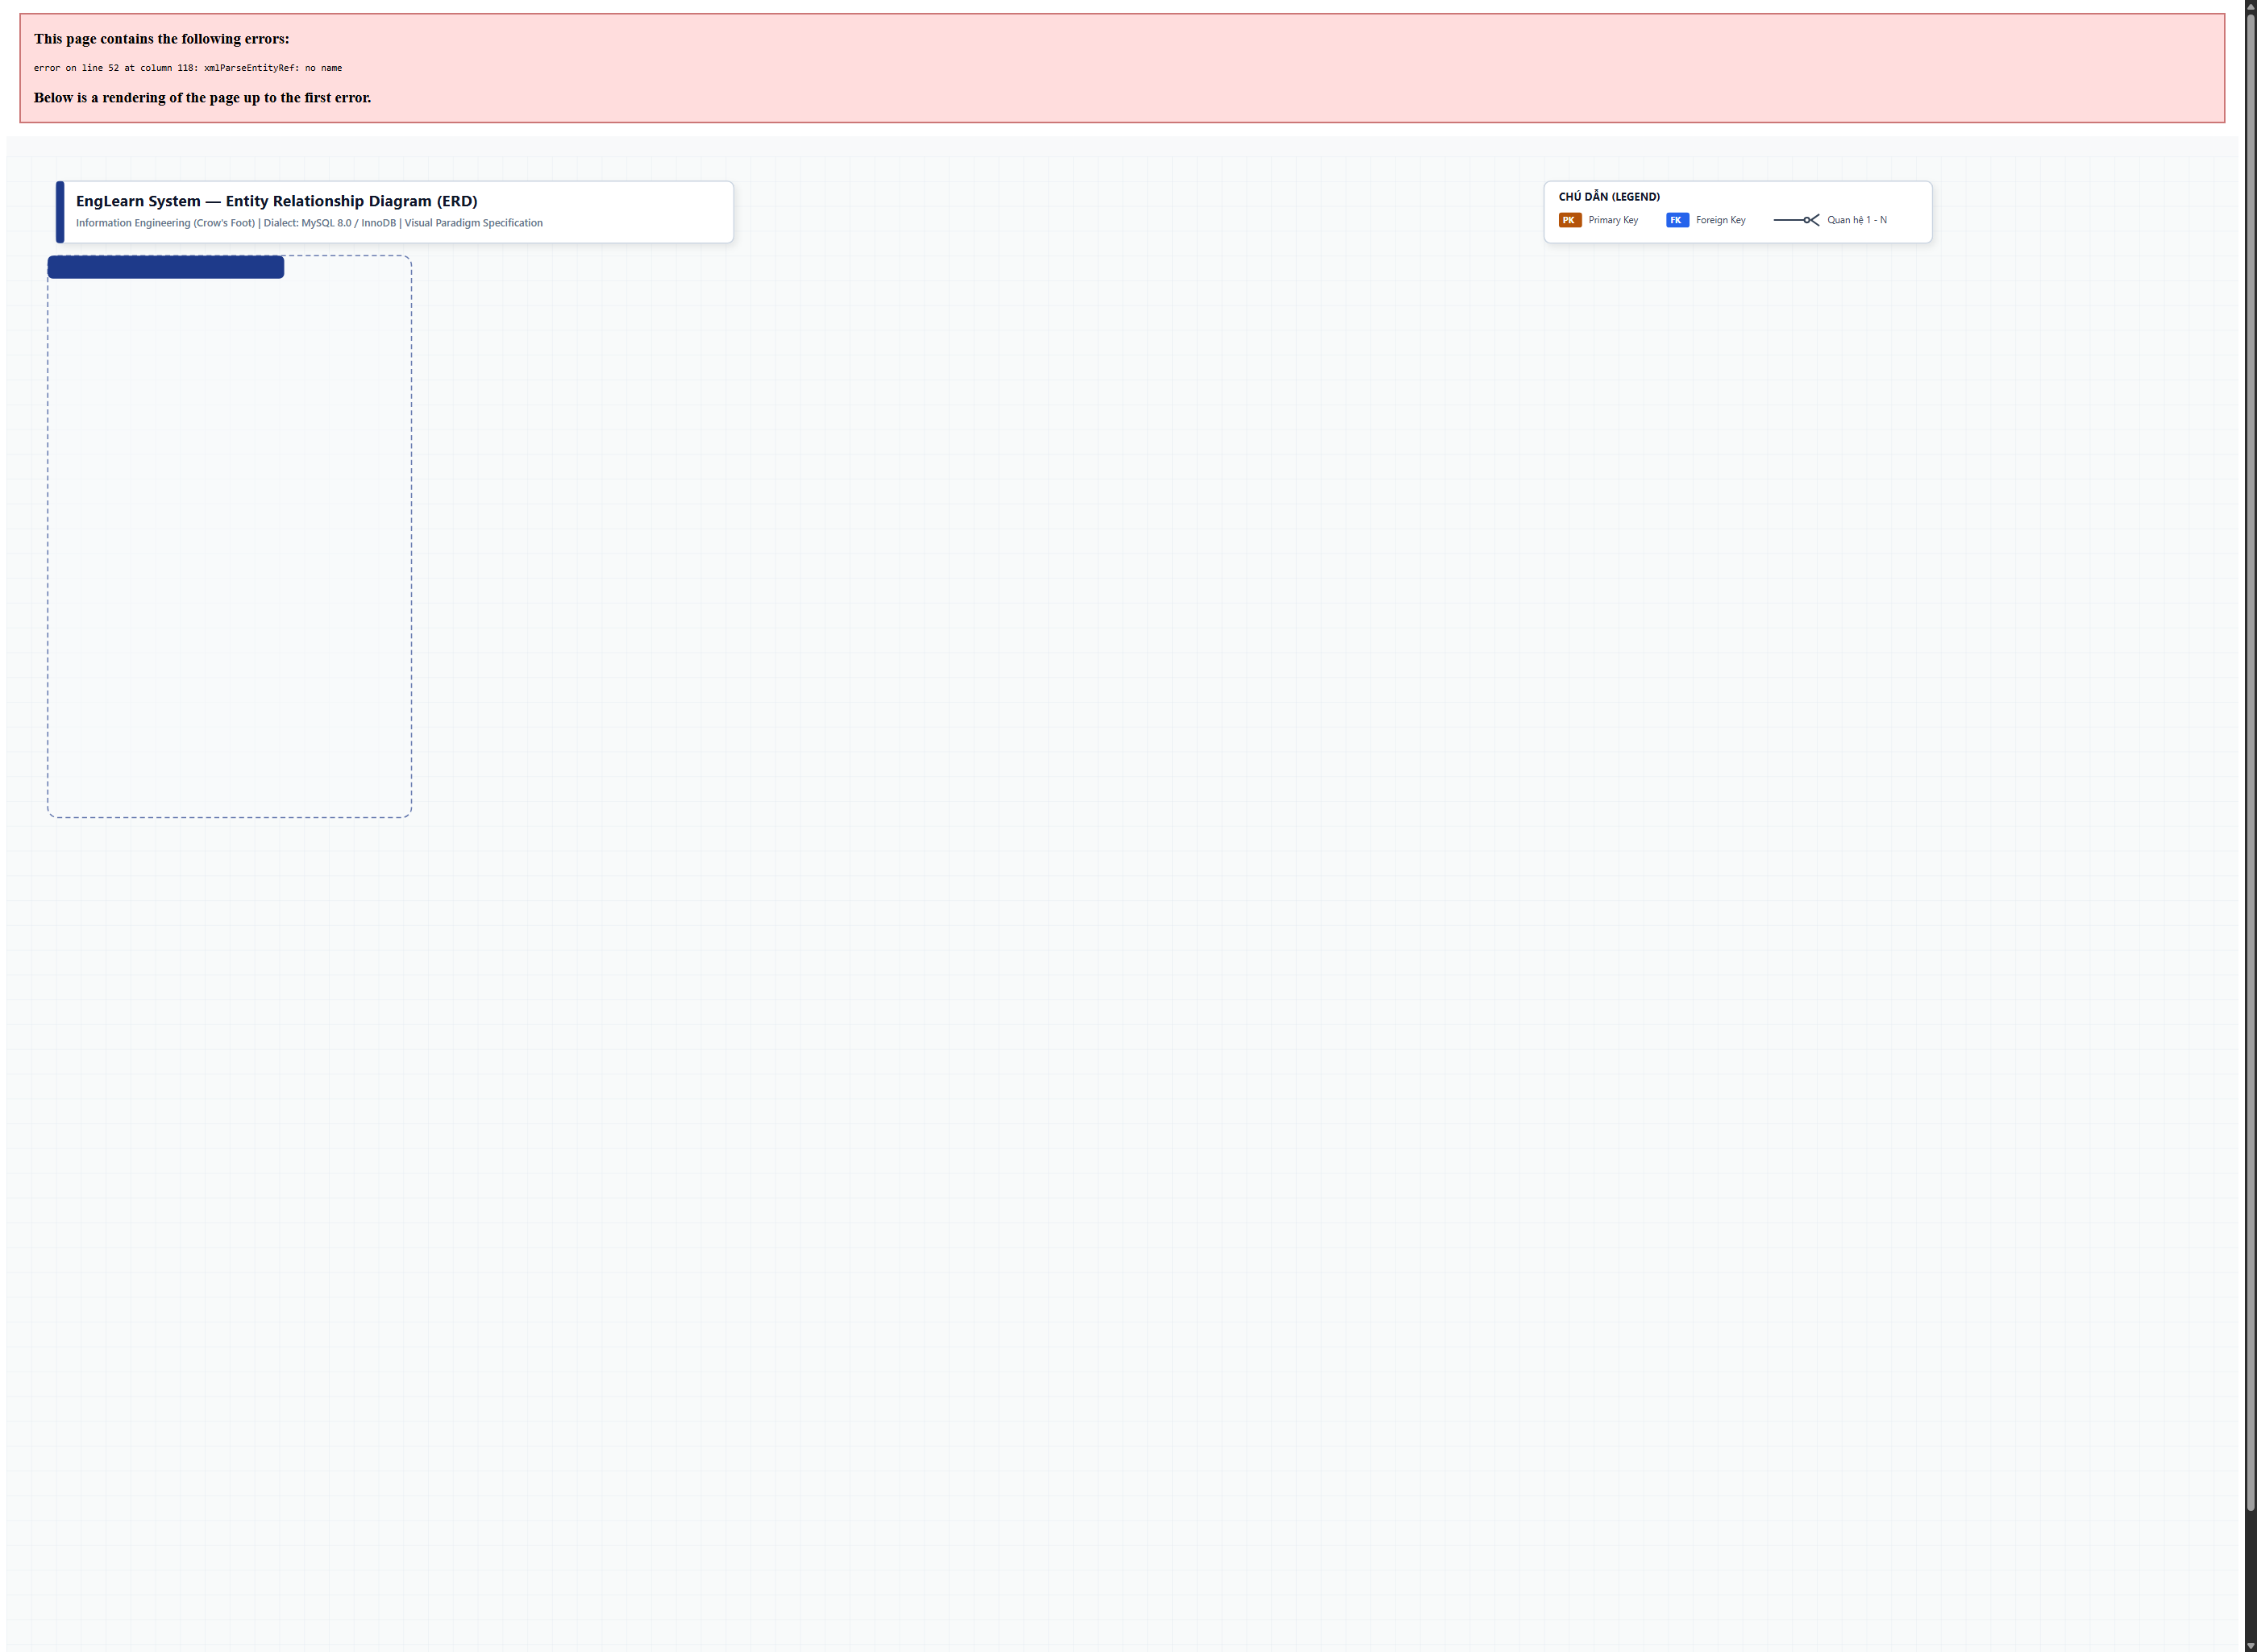 This page contains the following errors:
error on line 52 at column 118: xmlParseEntityRef: no name
Below is a rendering of the page up to the first error.
EngLearn System — Entity Relationship Diagram (ERD)
Information Engineering (Crow's Foot) | Dialect: MySQL 8.0 / InnoDB | Visual Paradigm Specification
CHÚ DẪN (LEGEND)
PK Primary Key FK Foreign Key Quan hệ 1 - N